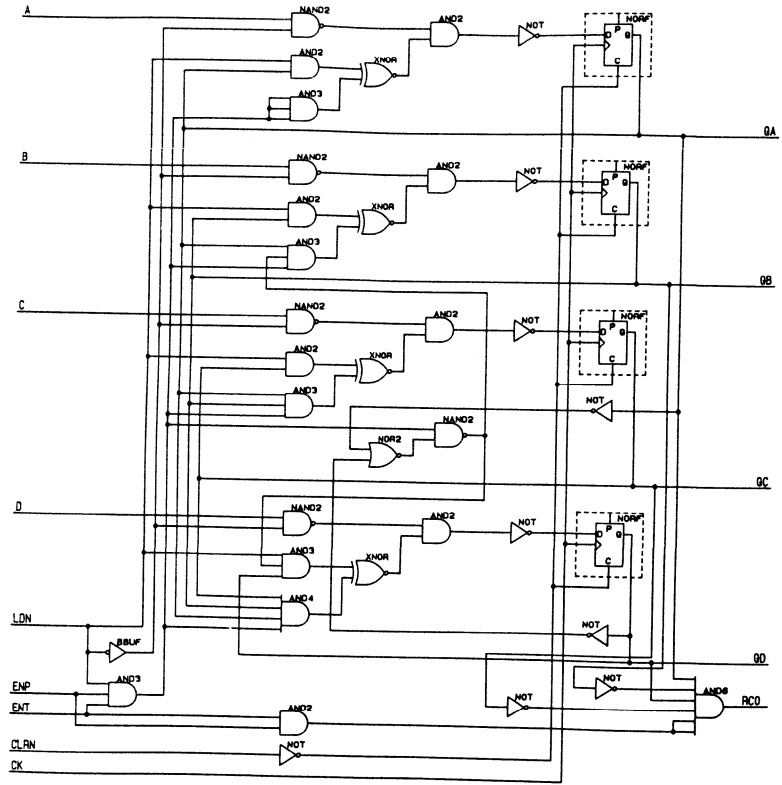 A
NAND2
AND2
NOT
NORF
D P Q
C
AND2
XNOR
AND3
QA
B
NAND2
AND2
NOT
NORF
D P Q
C
AND2
XNOR
AND3
QB
C
NAND2
AND2
NOT
NORF
D P Q
C
AND2
XNOR
AND3
NOT
NAND2
NOR2
QC
D
NAND2
AND2
NOT
NORF
D P Q
C
AND3
XNOR
AND4
LDN
NOT
BBUF
QD
AND3
NOT
AND6
ENP
NOT
RCO
ENT
AND2
CLRN
NOT
CK